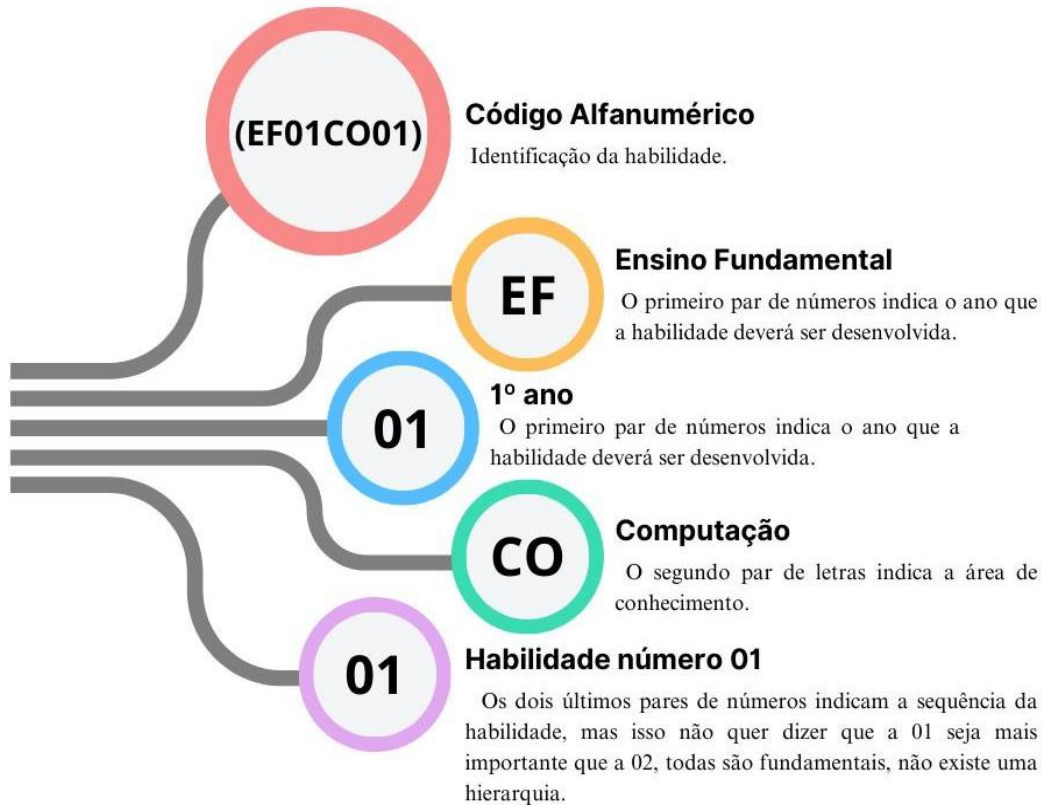 (EF01CO01)
Código Alfanumérico
Identificação da habilidade.
EF
Ensino Fundamental
O primeiro par de números indica o ano que
a habilidade deverá ser desenvolvida.
01
1º ano
O primeiro par de números indica o ano que a
habilidade deverá ser desenvolvida.
CO
Computação
O segundo par de letras indica a área de
conhecimento.
01
Habilidade número 01
Os dois últimos pares de números indicam a sequência da
habilidade, mas isso não quer dizer que a 01 seja mais
importante que a 02, todas são fundamentais, não existe uma
hierarquia.